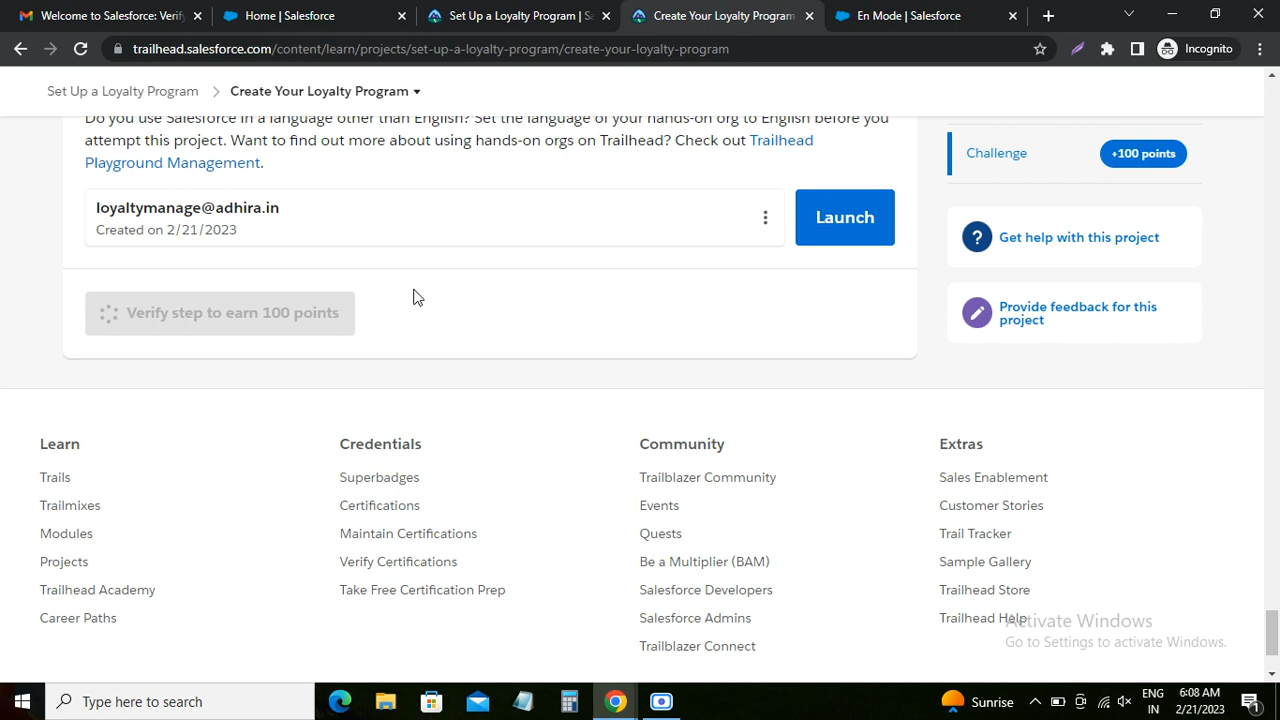 Welcome to Salesforce: Verify
Home | Salesforce
Set Up a Loyalty Program | S
Create Your Loyalty Program
En Mode | Salesforce
trailhead.salesforce.com/content/learn/projects/set-up-a-loyalty-program/create-your-loyalty-program
Incognito
Set Up a Loyalty Program > Create Your Loyalty Program
Do you use Salesforce in a language other than English? Set the language of your hands-on org to English before you
attempt this project. Want to find out more about using hands-on orgs on Trailhead? Check out Trailhead
Playground Management.
loyaltymanage@adhira.in
Created on 2/21/2023
Launch
Verify step to earn 100 points
Challenge
+100 points
? Get help with this project
Provide feedback for this
project
Learn
Trails
Trailmixes
Modules
Projects
Trailhead Academy
Career Paths
Credentials
Superbadges
Certifications
Maintain Certifications
Verify Certifications
Take Free Certification Prep
Community
Trailblazer Community
Events
Quests
Be a Multiplier (BAM)
Salesforce Developers
Salesforce Admins
Trailblazer Connect
Extras
Sales Enablement
Customer Stories
Trail Tracker
Sample Gallery
Trailhead Store
Trailhead Help
Activate Windows
Go to Settings to activate Windows.
Type here to search
Sunrise
ENG
IN
6:08 AM
2/21/2023
1